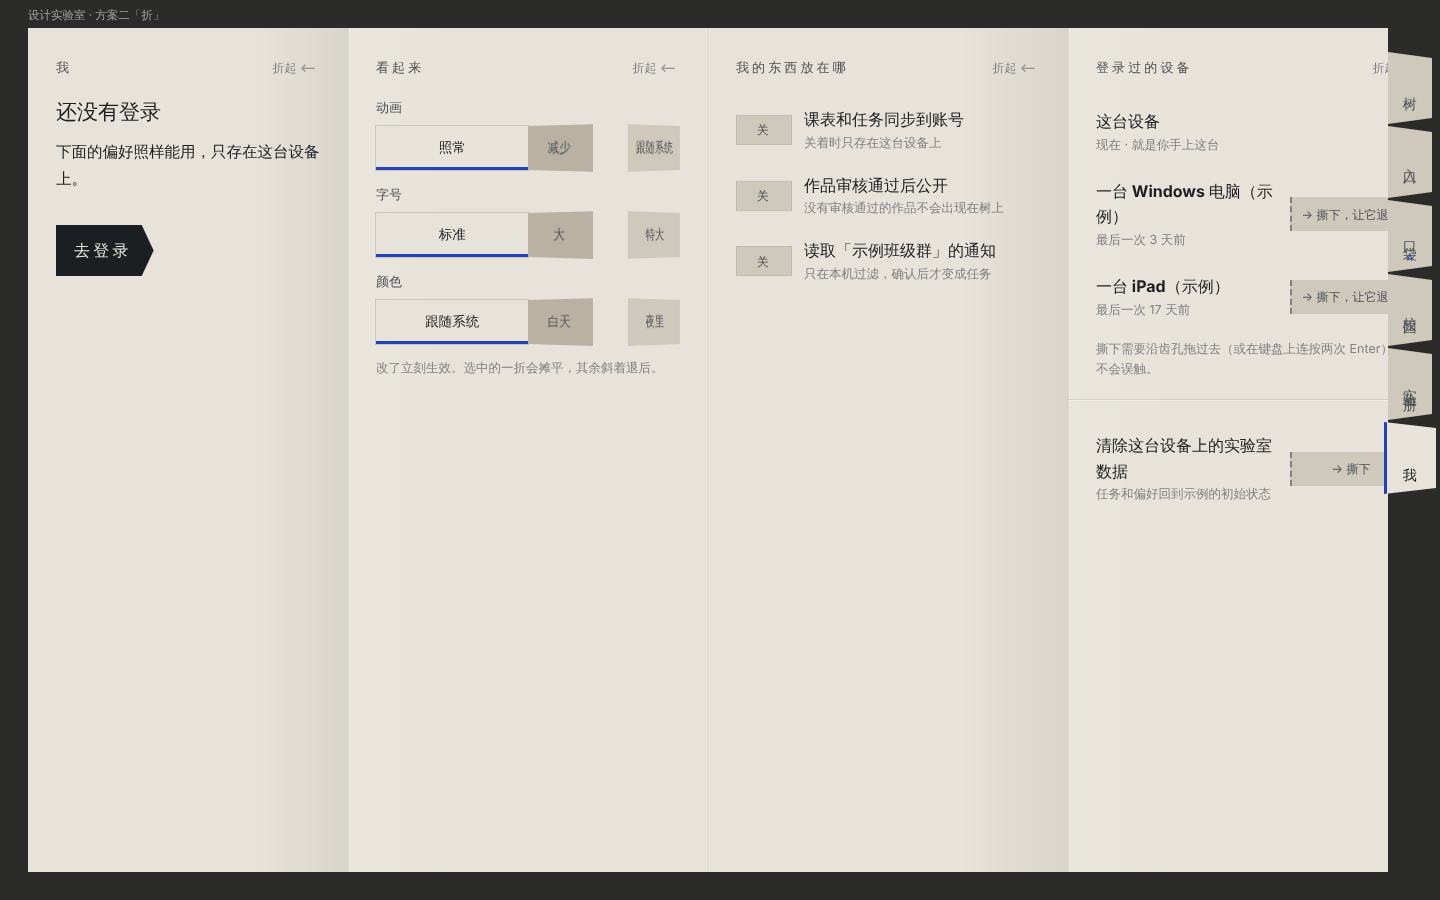 设计实验室 · 方案二「折」
我
折起 ←
还没有登录
下面的偏好照样能用，只存在这台设备
上。
去登录
看起来
折起 ←
动画
照常
减少
跟随系统
字号
标准
大
特大
颜色
跟随系统
白天
夜里
改了立刻生效。选中的一折会摊平，其余斜着退后。
我的东西放在哪
折起 ←
关
课表和任务同步到账号
关着时只存在这台设备上
关
作品审核通过后公开
没有审核通过的作品不会出现在树上
关
读取「示例班级群」的通知
只在本机过滤，确认后才变成任务
登录过的设备
折起
这台设备
现在 · 就是你手上这台
一台 Windows 电脑（示
例）
最后一次 3 天前
→ 撕下，让它退
一台 iPad（示例）
最后一次 17 天前
→ 撕下，让它退
撕下需要沿齿孔拖过去（或在键盘上连按两次 Enter）
不会误触。
清除这台设备上的实验室
数据
任务和偏好回到示例的初始状态
→ 撕下
树
入口
口袋
校园
我